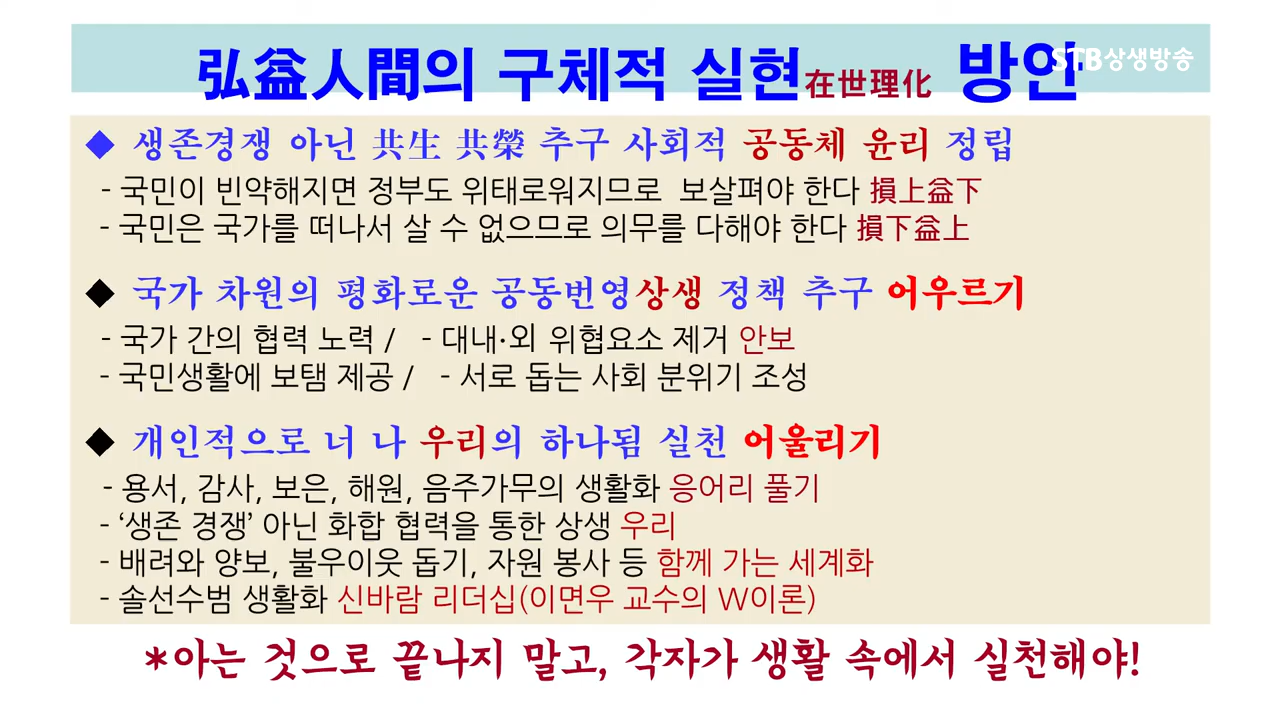 弘益人間의 구체적 실현在世理化 방안
STB상생방송
◆ 생존경쟁 아닌 共生 共榮 추구 사회적 공동체 윤리 정립
- 국민이 빈약해지면 정부도 위태로워지므로 보살펴야 한다 損上益下
- 국민은 국가를 떠나서 살 수 없으므로 의무를 다해야 한다 損下益上
◆ 국가 차원의 평화로운 공동번영상생 정책 추구 어우르기
- 국가 간의 협력 노력 / - 대내·외 위협요소 제거 안보
- 국민생활에 보탬 제공 / - 서로 돕는 사회 분위기 조성
◆ 개인적으로 너 나 우리의 하나됨 실천 어울리기
- 용서, 감사, 보은, 해원, 음주가무의 생활화 응어리 풀기
- ‘생존 경쟁’ 아닌 화합 협력을 통한 상생 우리
- 배려와 양보, 불우이웃 돕기, 자원 봉사 등 함께 가는 세계화
- 솔선수범 생활화 신바람 리더십(이면우 교수의 W이론)
*아는 것으로 끝나지 말고, 각자가 생활 속에서 실천해야!